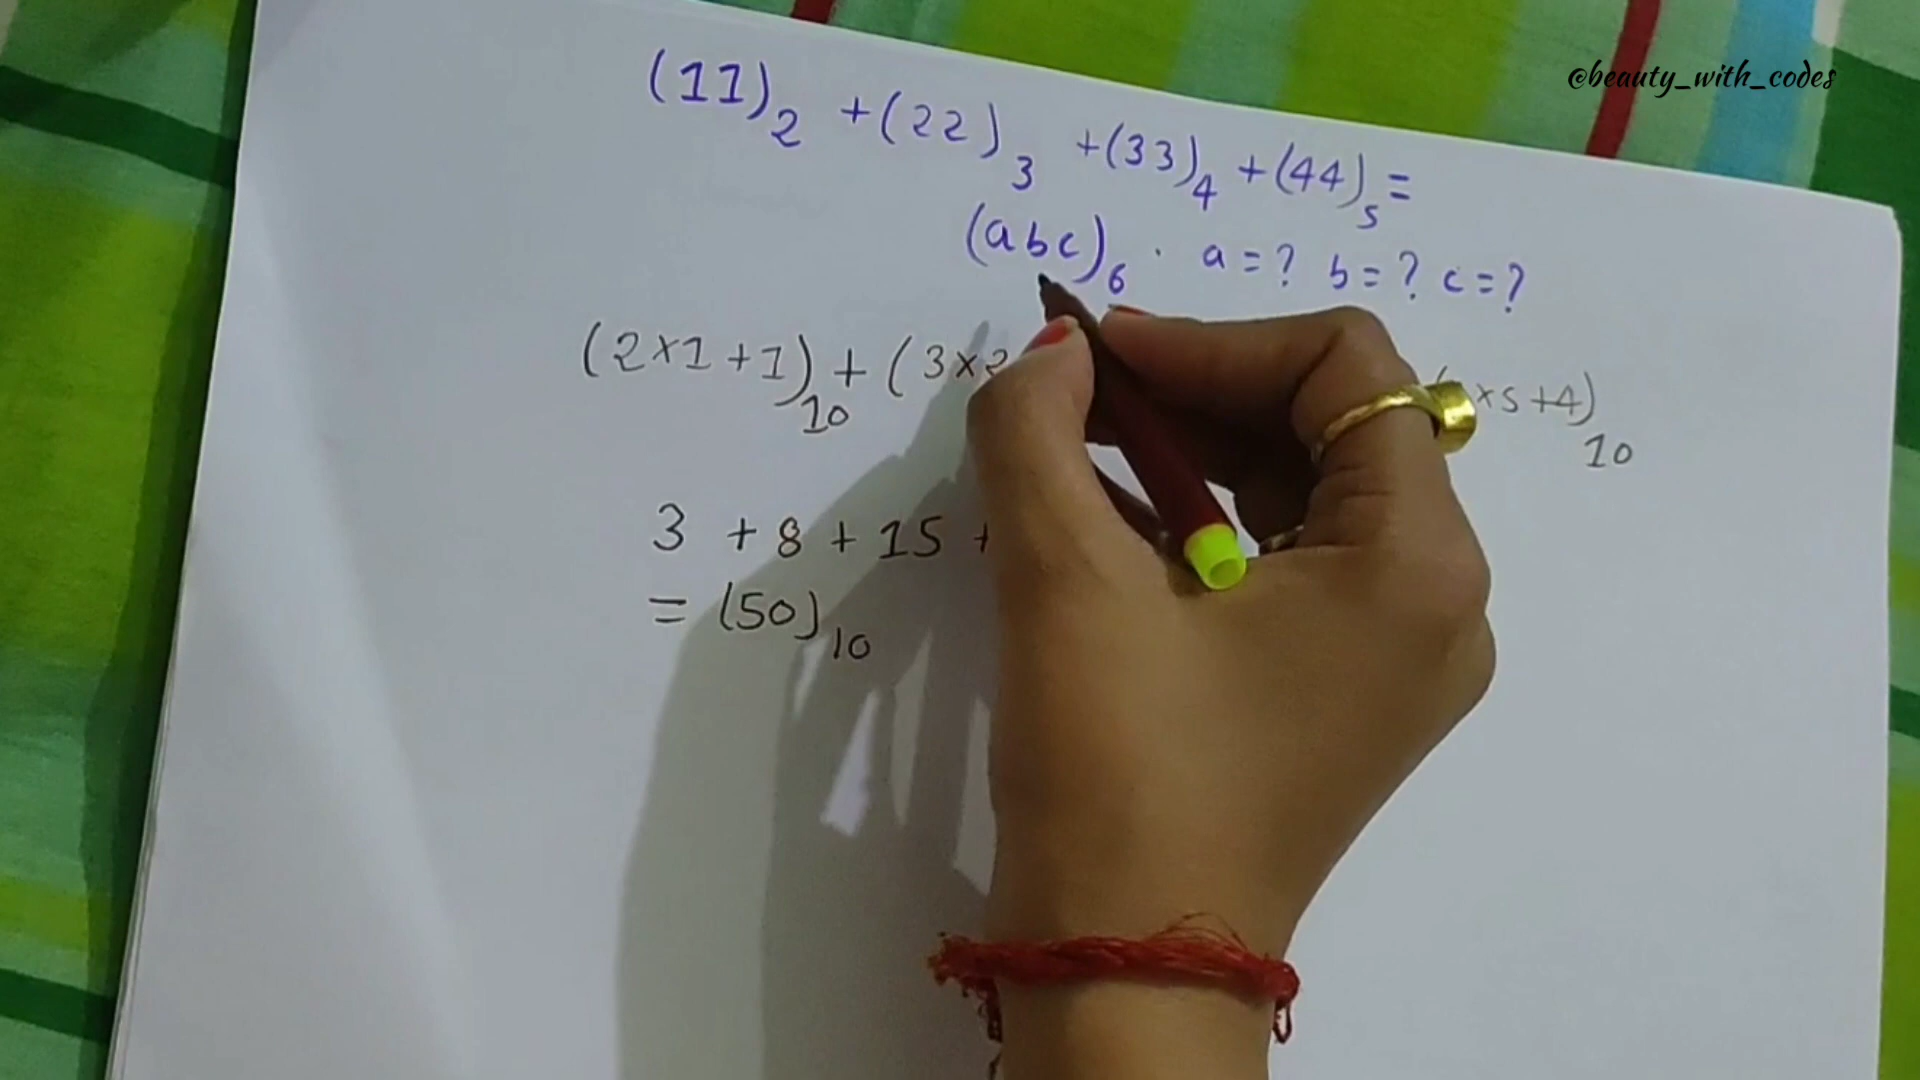 @beauty_with_codes
(11)₂ + (22)₃ + (33)₄ + (44)₅ =
(abc)₆ . a = ? b = ? c = ?
(2×1+1)₁₀ + (3×2 ×5+4)₁₀
3 + 8 + 15 +
= (50)₁₀